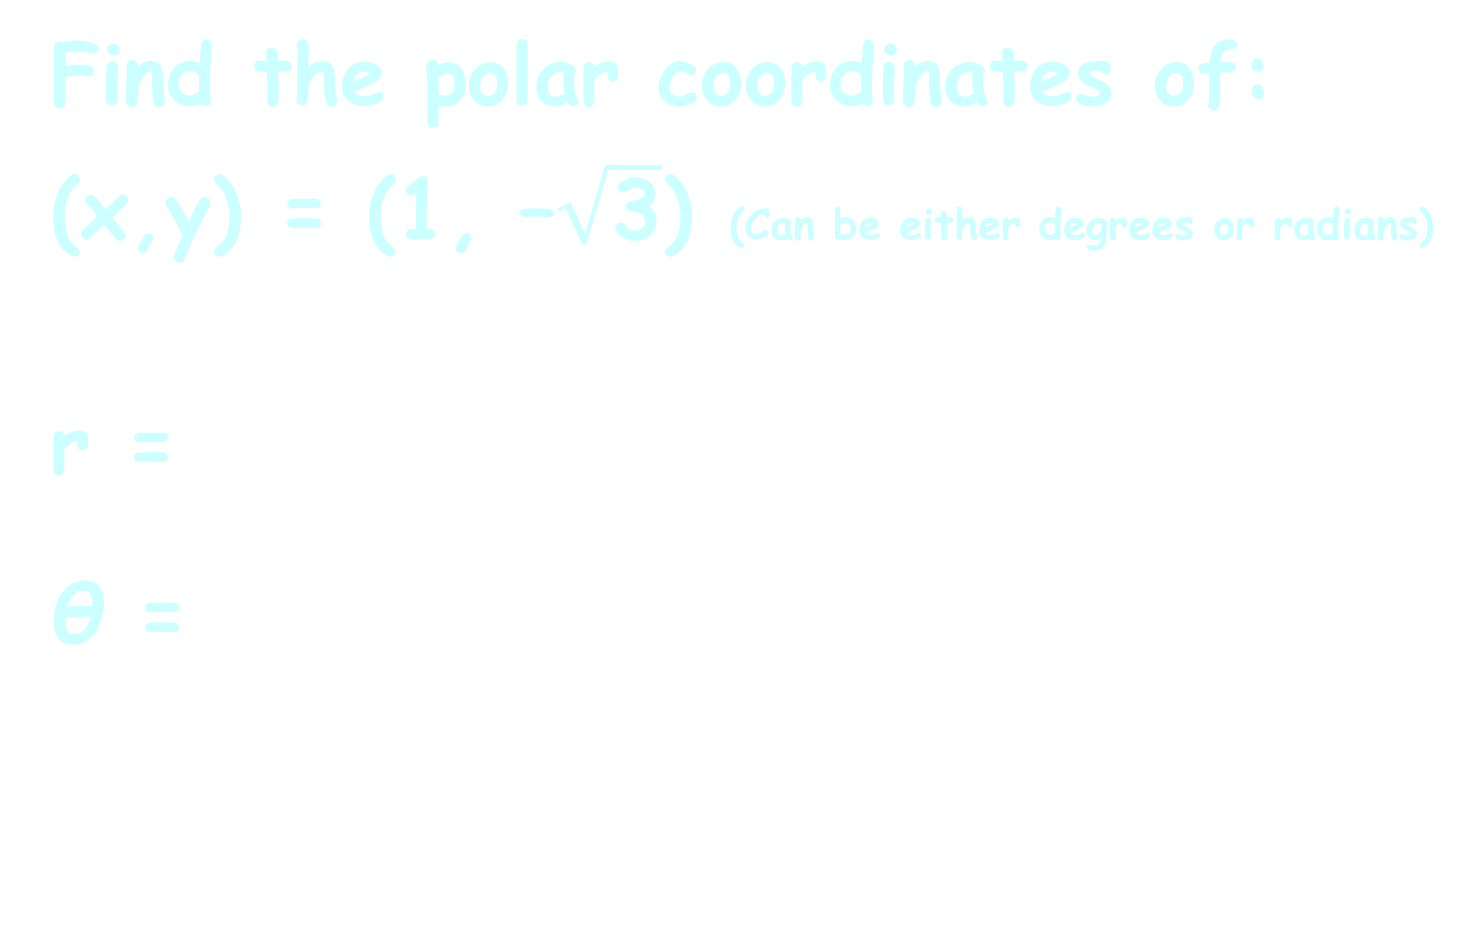 Find the polar coordinates of:
(x,y) = (1, -√3) (Can be either degrees or radians)
r =
θ =